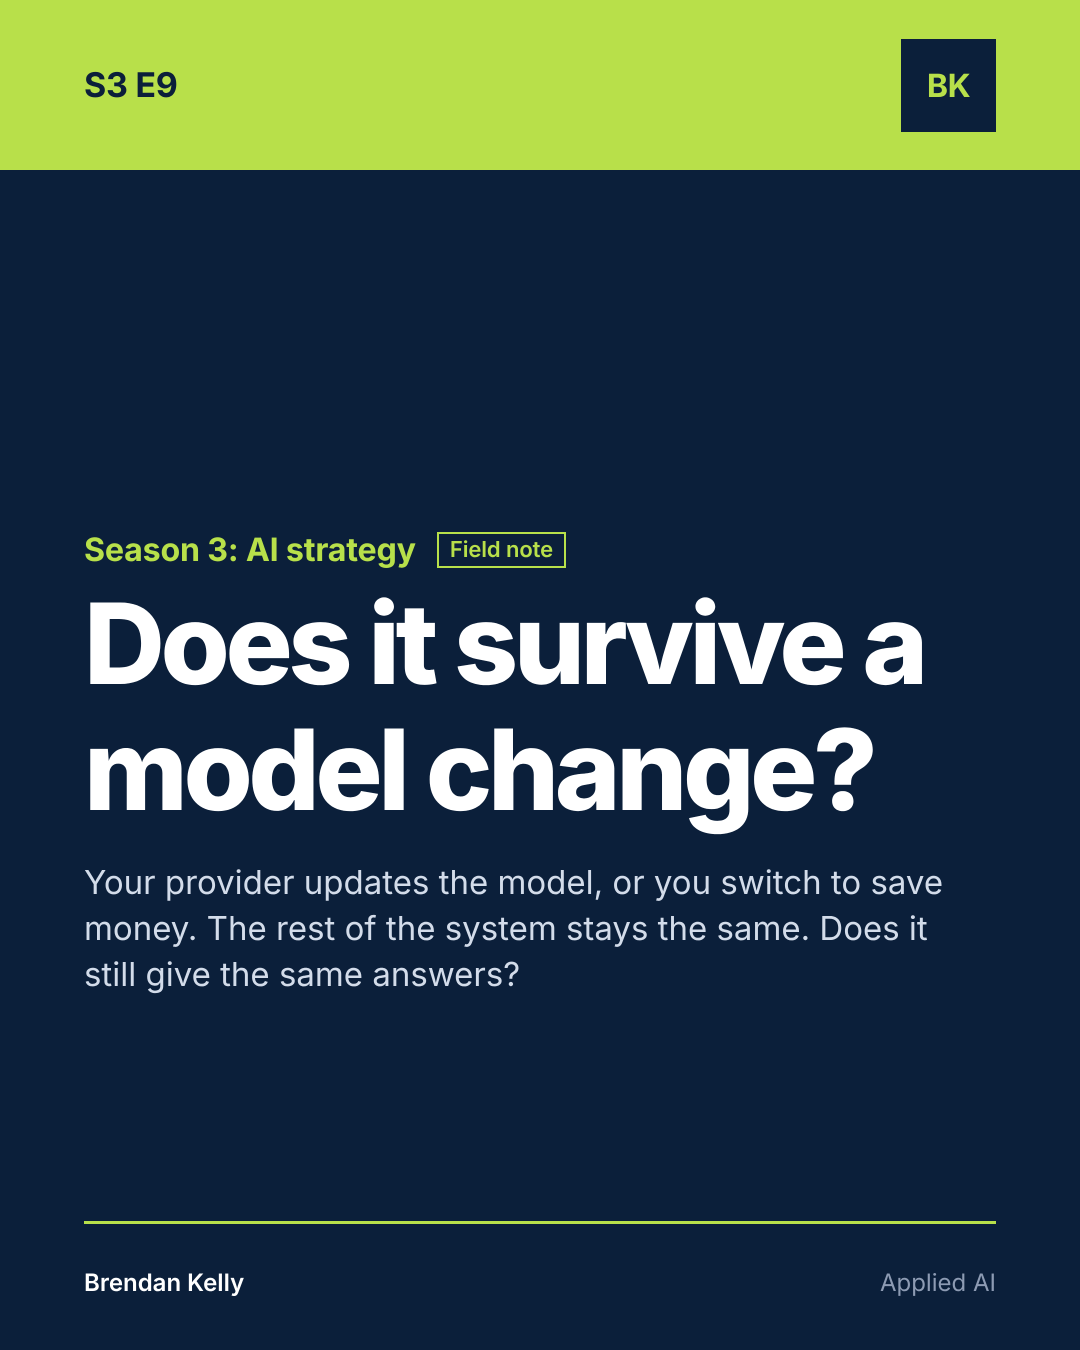 S3 E9
BK
Season 3: AI strategy
Field note
Does it survive a
model change?
Your provider updates the model, or you switch to save
money. The rest of the system stays the same. Does it
still give the same answers?
Brendan Kelly
Applied AI